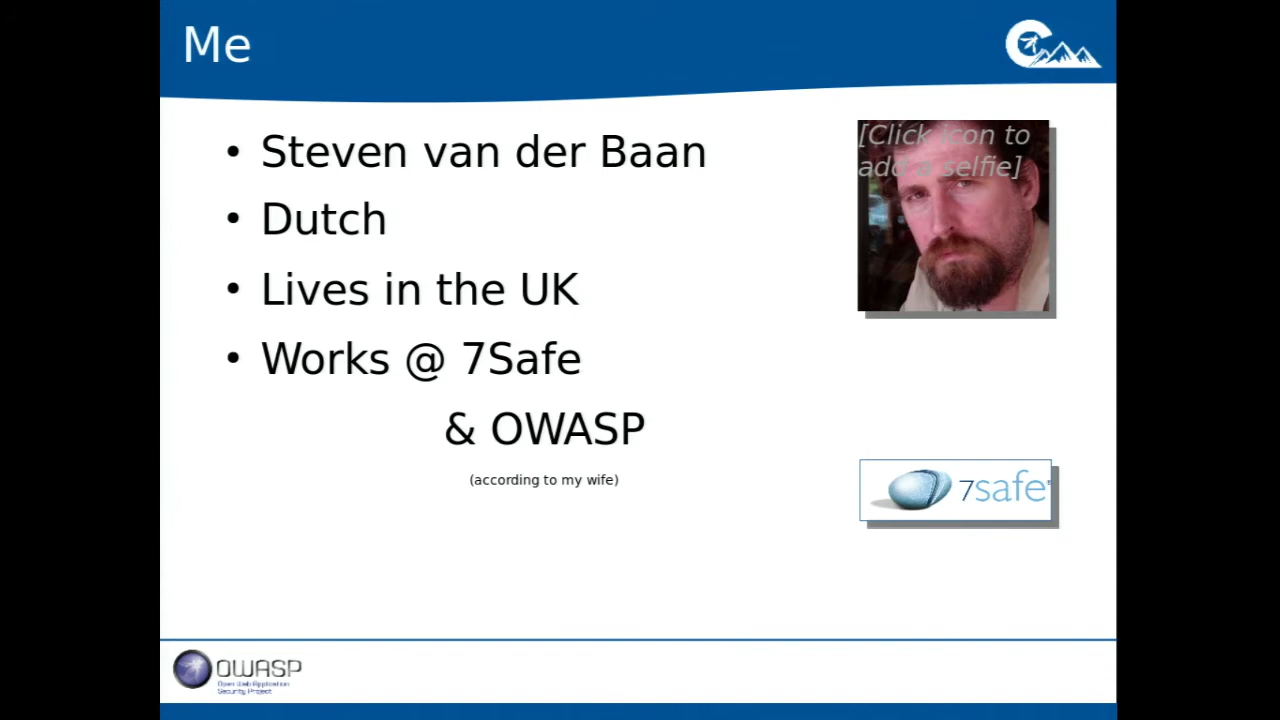 Me
[Click icon to
add a selfie]
• Steven van der Baan
• Dutch
• Lives in the UK
• Works @ 7Safe
& OWASP
(according to my wife)
7safe
OWASP
Open Web Application
Security Project